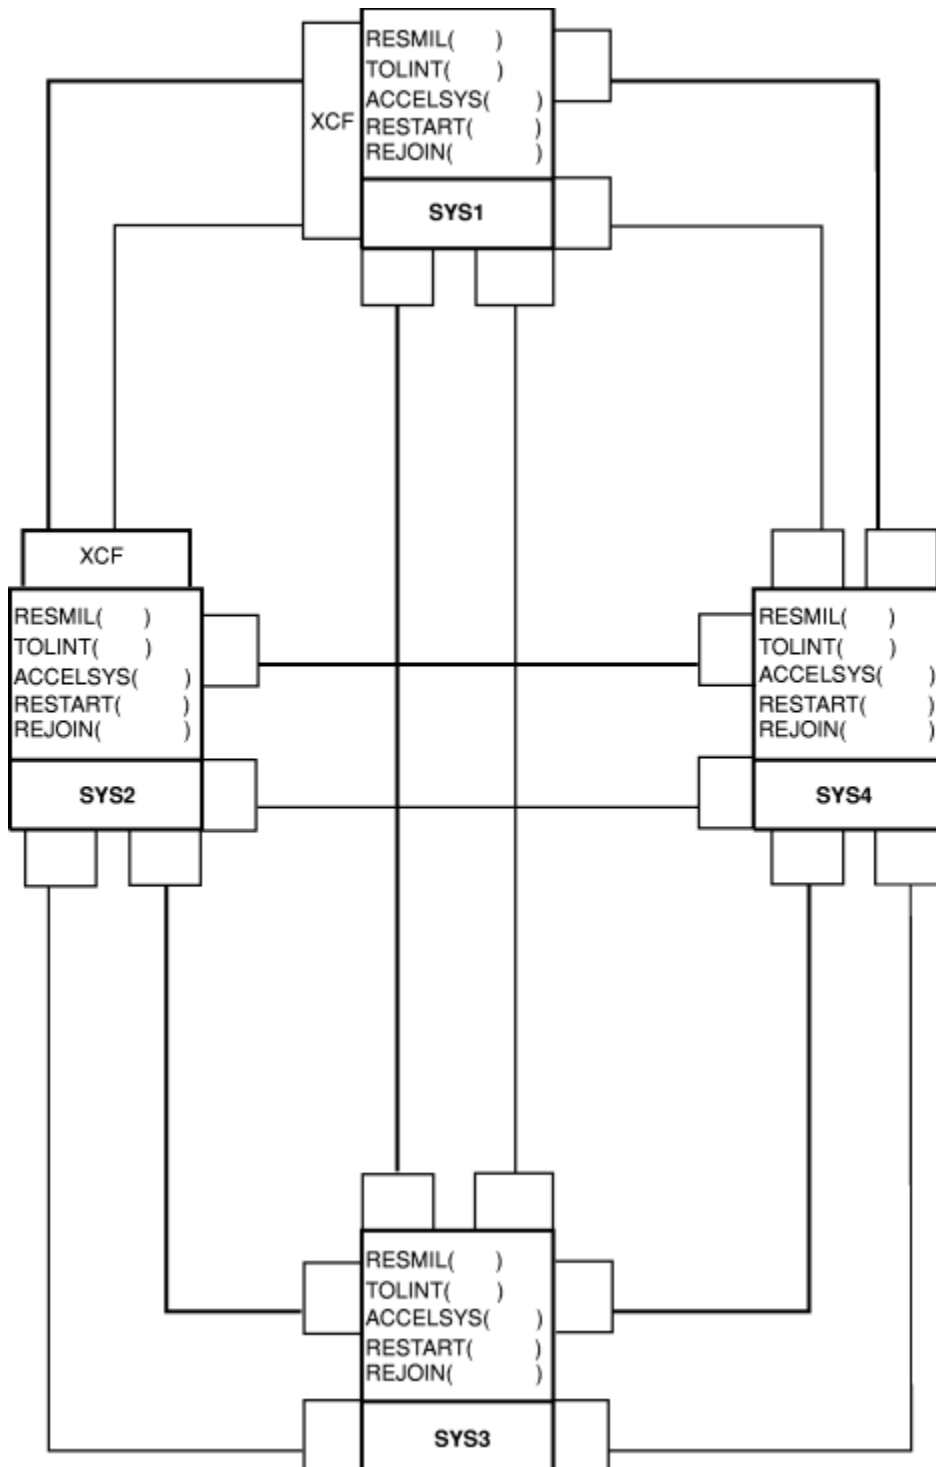 RESMIL( )
TOLINT( )
ACCELSYS( )
RESTART( )
REJOIN( )
XCF
SYS1
XCF
RESMIL( )
TOLINT( )
ACCELSYS( )
RESTART( )
REJOIN( )
SYS2
RESMIL( )
TOLINT( )
ACCELSYS( )
RESTART( )
REJOIN( )
SYS4
RESMIL( )
TOLINT( )
ACCELSYS( )
RESTART( )
REJOIN( )
SYS3